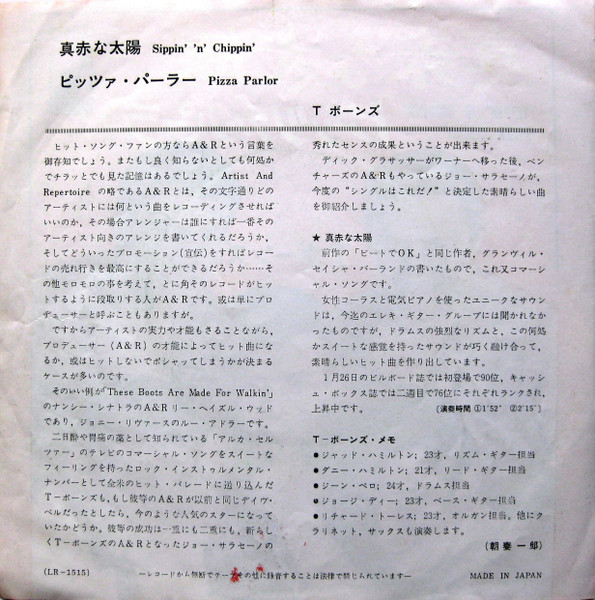 真赤な太陽 Sippin' 'n' Chippin'
ピッツァ・パーラー Pizza Parlor
T ボーンズ
ヒット・ソング・ファンの方ならA&Rという言葉を
御存知でしょう。またもし良く知らないとしても何処か
でチラッとでも見た記憶はあるでしょう。Artist And
Repertoire の略であるA&Rとは、その文字通りどの
アーティストには何という曲をレコーディングさせれば
いいのか、その場合アレンジャーは誰にすれば一番その
アーティスト向きのアレンジを書いてくれるだろうか、
そしてどういったプロモーション(宣伝)をすればレコー
ドの売れ行きを最高にすることができるだろうか……そ
の他モロモロの事を考えて、とに角そのレコードがヒッ
トするように段取りする人がA&Rです。或は単にプロ
デューサーと呼ぶこともありますが。
ですからアーティストの実力や才能もさることながら、
プロデューサー(A&R)の才能によってヒット曲にな
るか、或はヒットしないでポシャッてしまうかが決まる
ケースが多いのです。
そのいい例が「These Boots Are Made For Walkin'」
のナンシー・シナトラのA&R リー・ヘイズル・ウッド
であり、ジョニー・リヴァースのルー・アドラーです。
二日酔や胃痛の薬として知られている「アルカ・セル
ツァー」のテレビのコマーシャル・ソングをスイートな
フィーリングを持ったロック・インストゥルメンタル・
ナンバーとして全米のヒット・パレードに送り込んだ
T−ボーンズも、もし彼等のA&Rが以前と同じデイヴ・
ペルだったとしたら、今のような人気のスターになって
いたかどうか。彼等の成功は一重にも二重にも、新らし
くT−ボーンズのA&Rとなったジョー・サラセーノの
秀れたセンスの成果ということが出来ます。
ディック・グラサッサーがワーナーへ移った後、ベン
チャーズのA&Rもやっているジョー・サラセーノが、
今度の"シングルはこれだ!"と決定した素晴らしい曲
を御紹介しましょう。
★ 真赤な太陽
前作の「ビートでOK」と同じ作者、グランヴィル・
セイシャ・バーランドの書いたもので、これ又コマーシ
ャル・ソングです。
女性コーラスと電気ピアノを使ったユニークなサウン
ドは、今迄のエレキ・ギター・グループには聞かれなか
ったものですが、ドラムスの強烈なリズムと、この何処
かスイートな感覚を持ったサウンドが巧く融け合って、
素晴らしいヒット曲を作り出しています。
1月26日のビルボード誌では初登場で90位、キャッシ
ュ・ボックス誌では二週目で76位にそれぞれランクされ、
上昇中です。 〔演奏時間 ①1'52" ②2'15"〕
T−ボーンズ・メモ
●ジャッド・ハミルトン; 23才, リズム・ギター担当
●ダニー・ハミルトン; 21才, リード・ギター担当
●ジーン・ペロ; 24才, ドラムス担当
●ジョージ・ディー; 23才, ベース・ギター担当
●リチャード・トーレス; 23才, オルガン担当。他にク
ラリネット, サックスも演奏します。
(朝妻一郎)
(LR−1515)
−レコードから無断でテープその他に録音することは法律で禁じられています−
MADE IN JAPAN